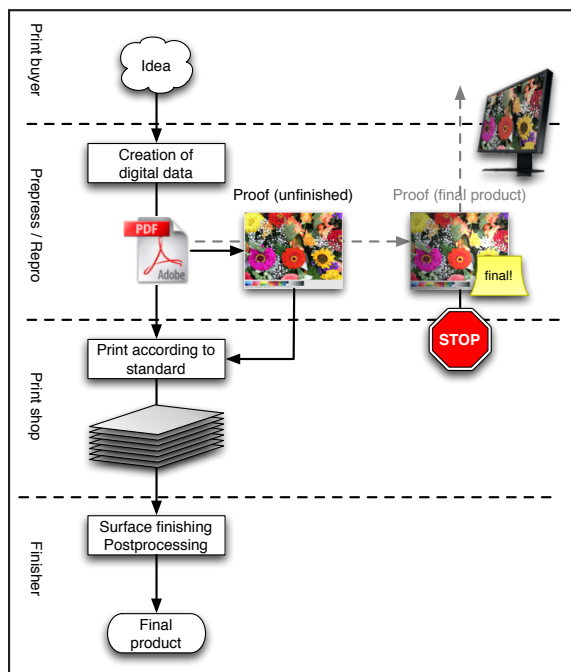 Print buyer
Idea
Prepress / Repro
Creation of
digital data
Proof (unfinished)
Proof (final product)
PDF
Adobe
final!
STOP
Print shop
Print according to
standard
Finisher
Surface finishing
Postprocessing
Final
product